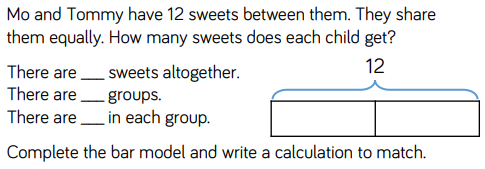 Mo and Tommy have 12 sweets between them. They share
them equally. How many sweets does each child get?
There are ___ sweets altogether.
12
There are ___ groups.
There are ___ in each group.
Complete the bar model and write a calculation to match.